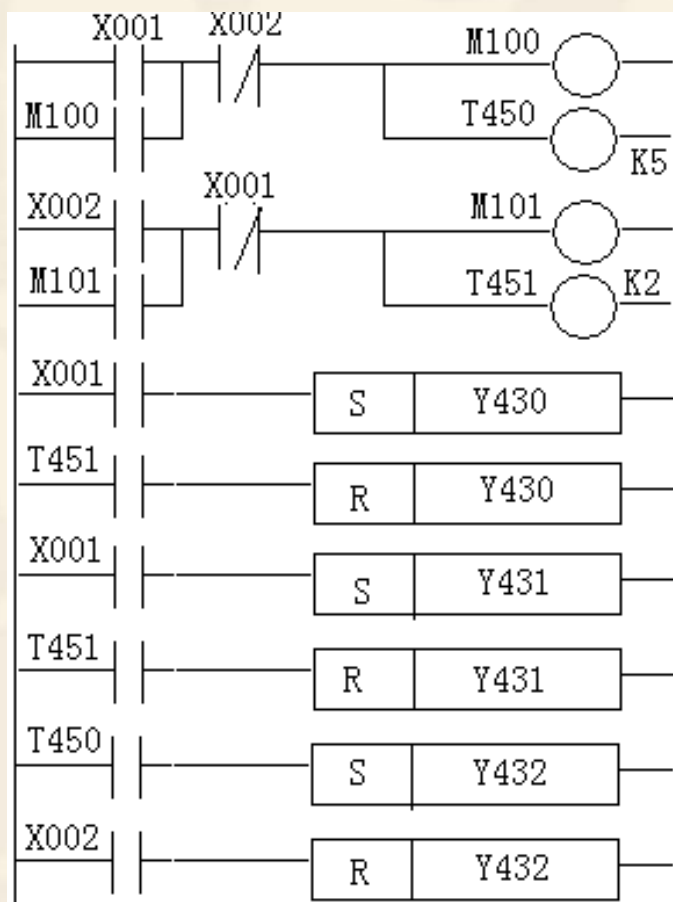 X001 X002 M100
M100 T450 K5
X002 X001 M101
M101 T451 K2
X001 S Y430
T451 R Y430
X001 S Y431
T451 R Y431
T450 S Y432
X002 R Y432